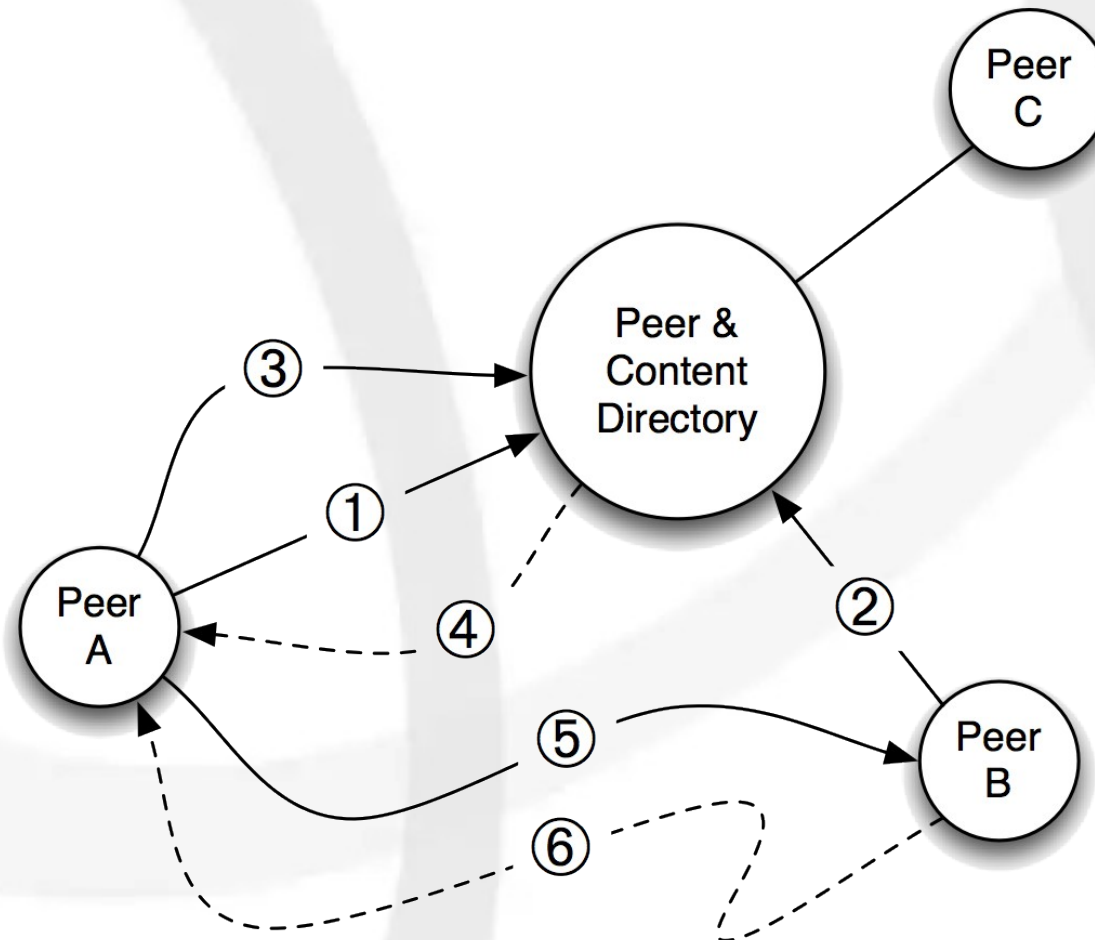 Peer
C
Peer &
Content
Directory
③
①
Peer
A
④
②
⑤
Peer
B
⑥